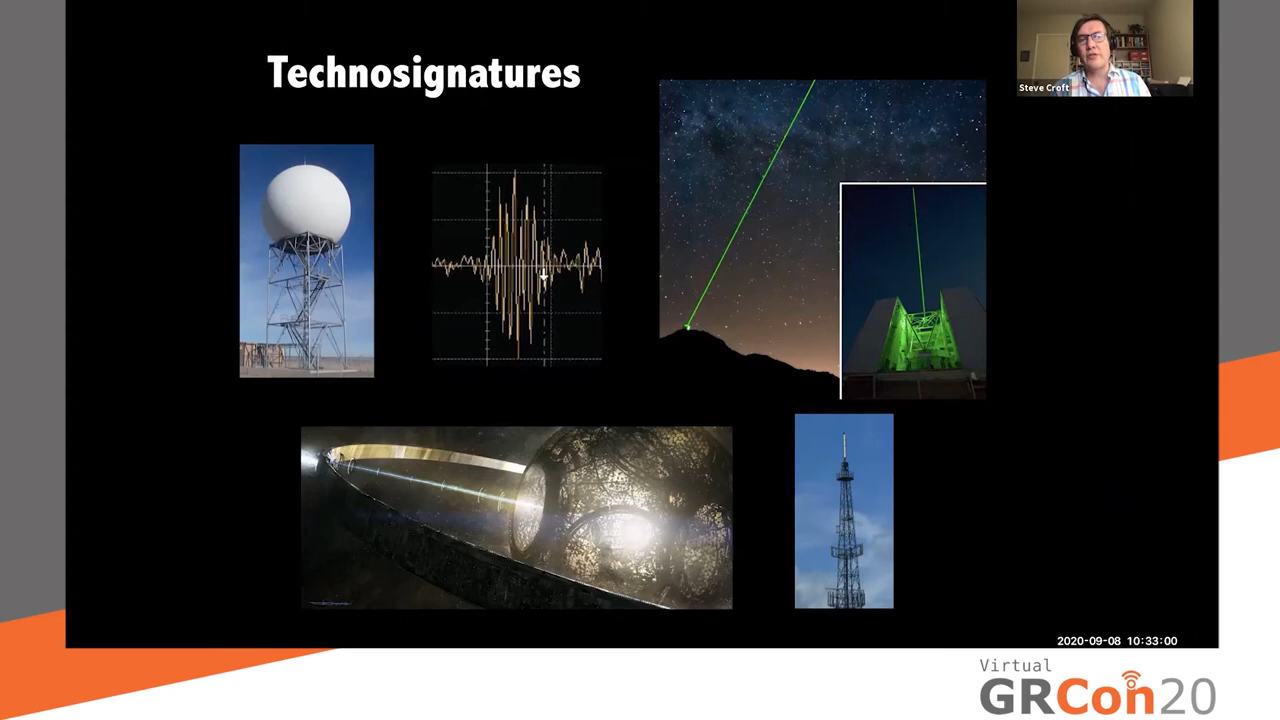 Technosignatures
Steve Croft
2020-09-08 10:33:00
Virtual
GRCon20